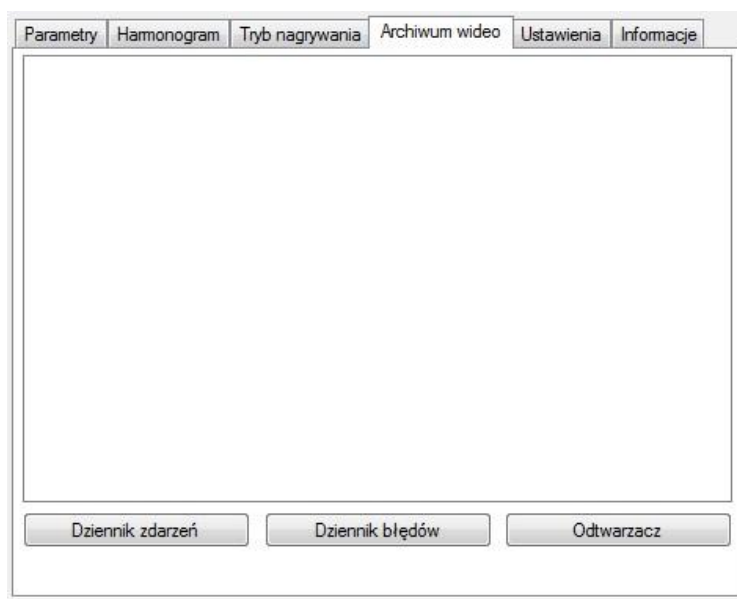 Parametry Harmonogram Tryb nagrywania Archiwum wideo Ustawienia Informacje
Dziennik zdarzeń Dziennik błędów Odtwarzacz